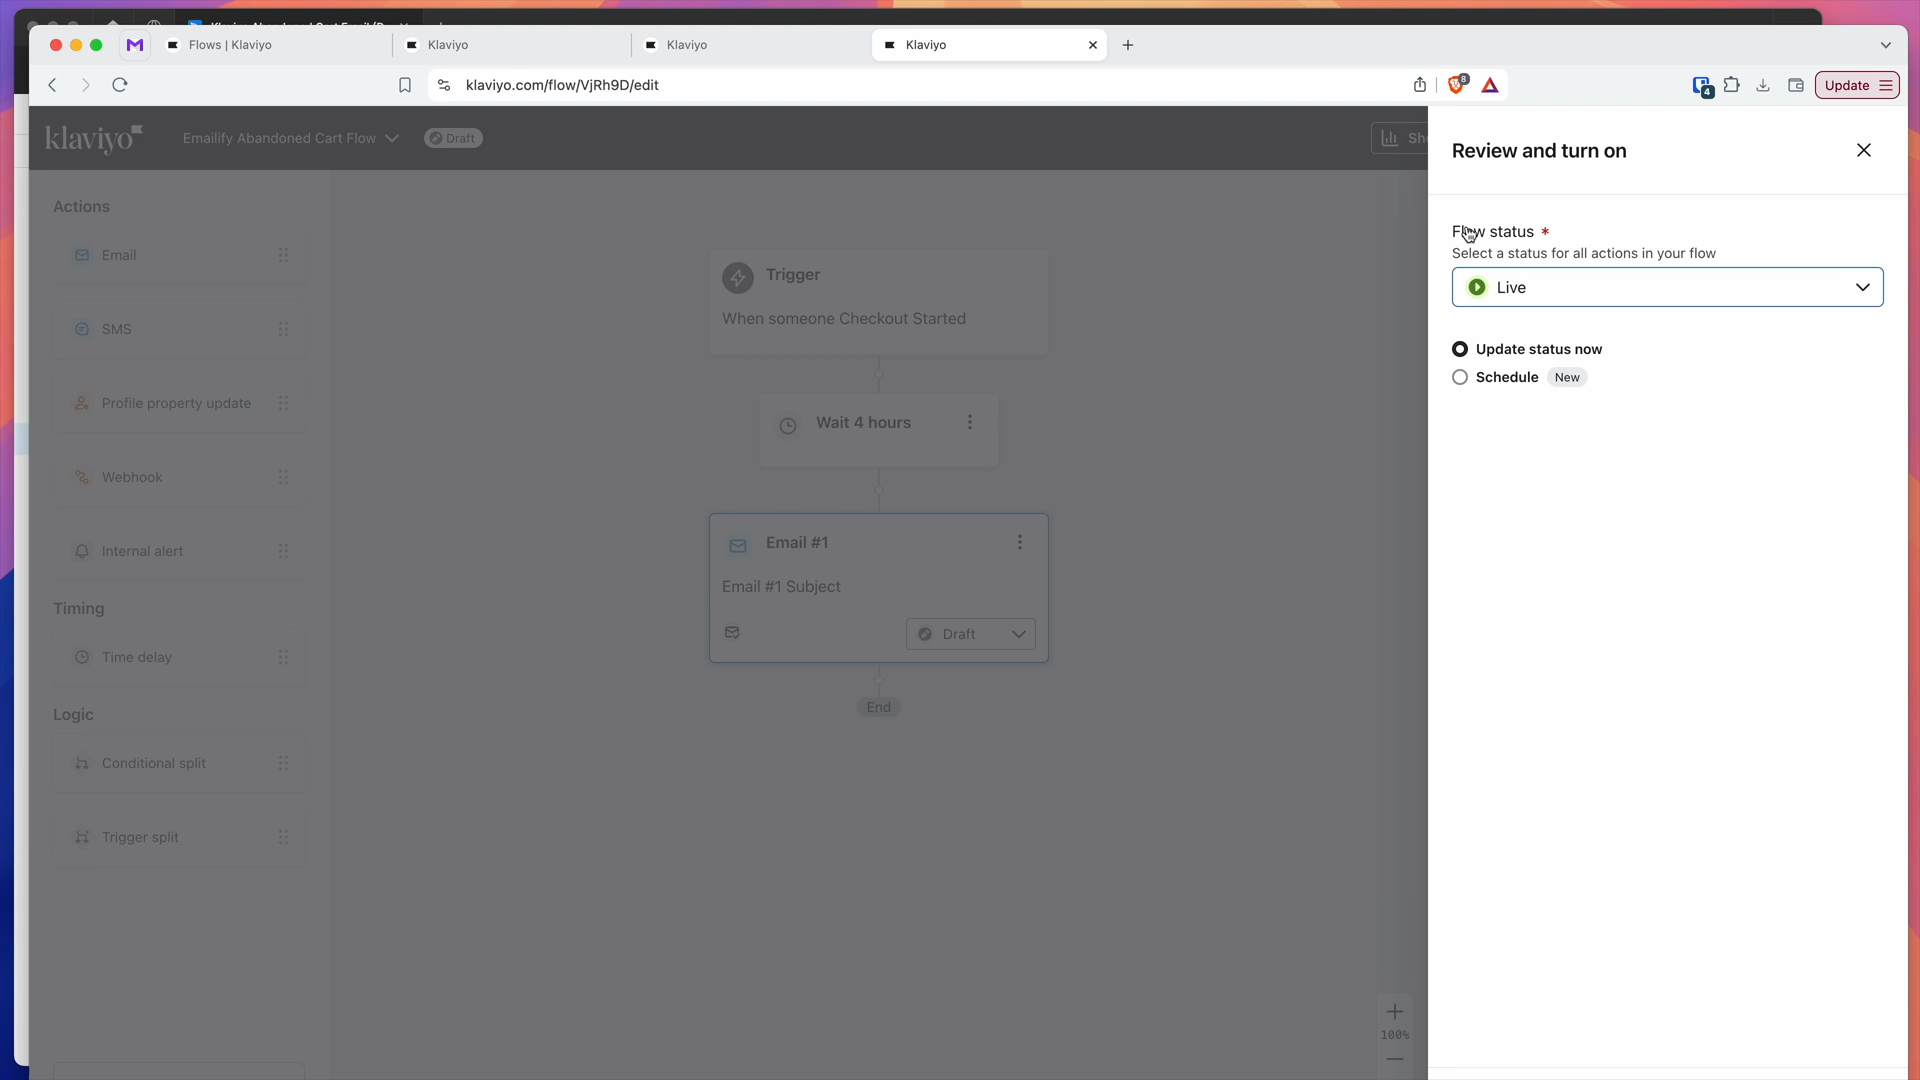 Flows | Klaviyo
Klaviyo
Klaviyo
Klaviyo
klaviyo.com/flow/VjRh9D/edit
8
4
Update
klaviyo
Emailify Abandoned Cart Flow
Draft
Review and turn on
Actions
Email
SMS
Profile property update
Webhook
Internal alert
Timing
Time delay
Logic
Conditional split
Trigger split
Trigger
When someone Checkout Started
Wait 4 hours
Email #1
Email #1 Subject
Draft
End
100%
Flow status *
Select a status for all actions in your flow
Live
Update status now
Schedule New